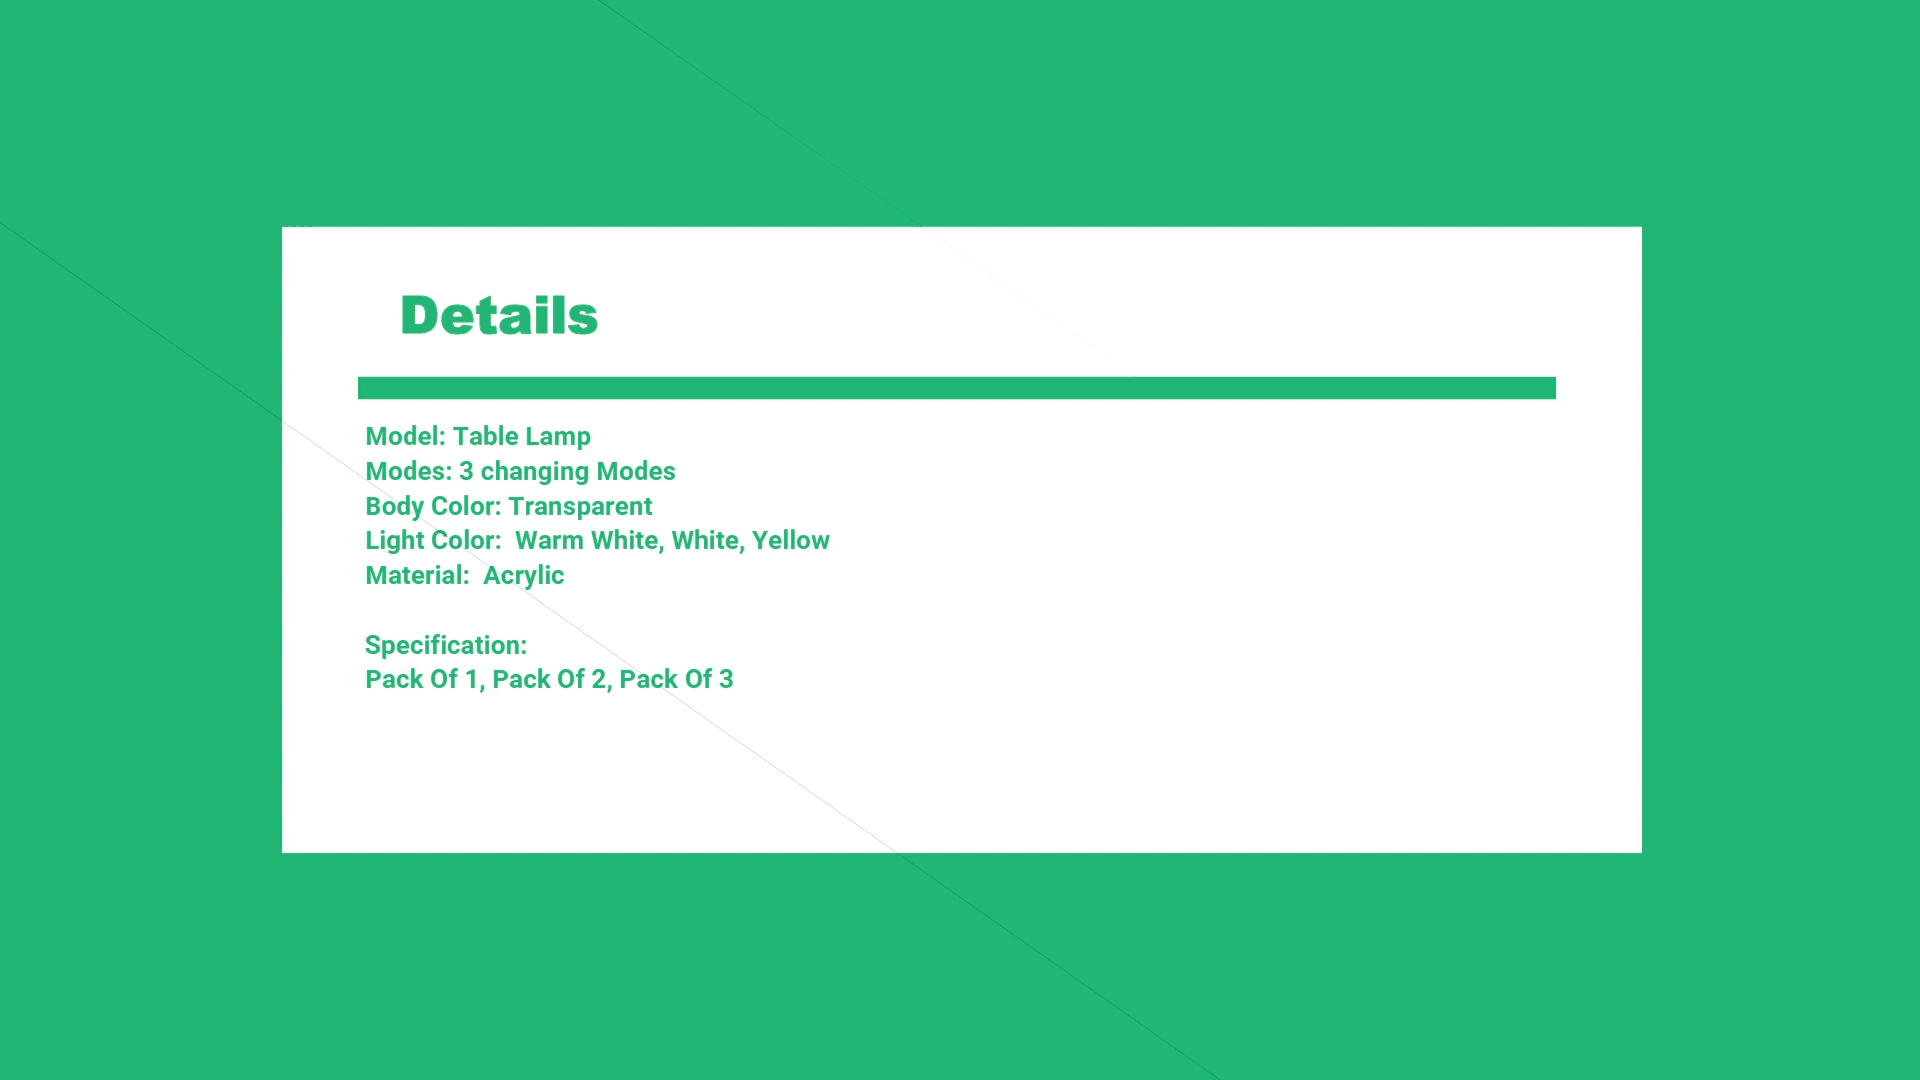 Details
Model: Table Lamp
Modes: 3 changing Modes
Body Color: Transparent
Light Color:  Warm White, White, Yellow
Material:  Acrylic
Specification:
Pack Of 1, Pack Of 2, Pack Of 3